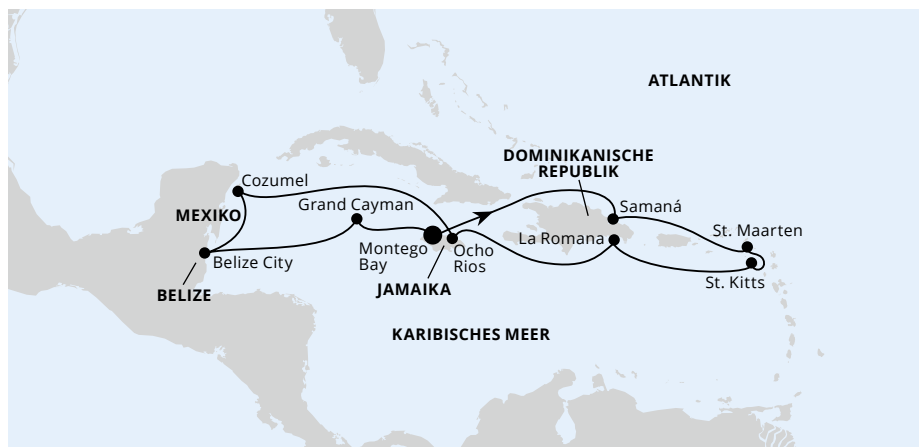 ATLANTIK
DOMINIKANISCHE
REPUBLIK
Cozumel
Grand Cayman
Samaná
MEXIKO
St. Maarten
Montego
Bay
Ocho
Rios
La Romana
Belize City
St. Kitts
BELIZE
JAMAIKA
KARIBISCHES MEER